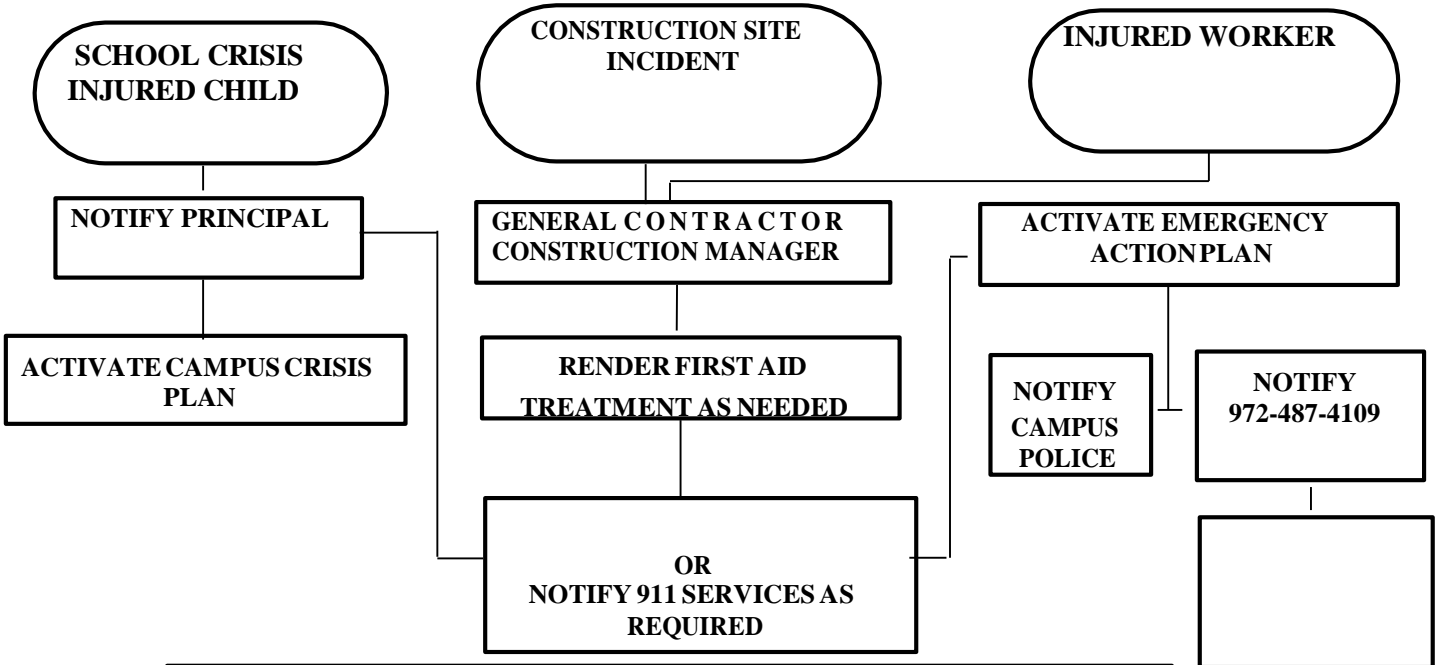 SCHOOL CRISIS
INJURED CHILD
CONSTRUCTION SITE
INCIDENT
INJURED WORKER
NOTIFY PRINCIPAL
GENERAL CONTRACTOR
CONSTRUCTION MANAGER
ACTIVATE EMERGENCY
ACTION PLAN
ACTIVATE CAMPUS CRISIS
PLAN
RENDER FIRST AID
TREATMENT AS NEEDED
NOTIFY
CAMPUS
POLICE
NOTIFY
972-487-4109
OR
NOTIFY 911 SERVICES AS
REQUIRED